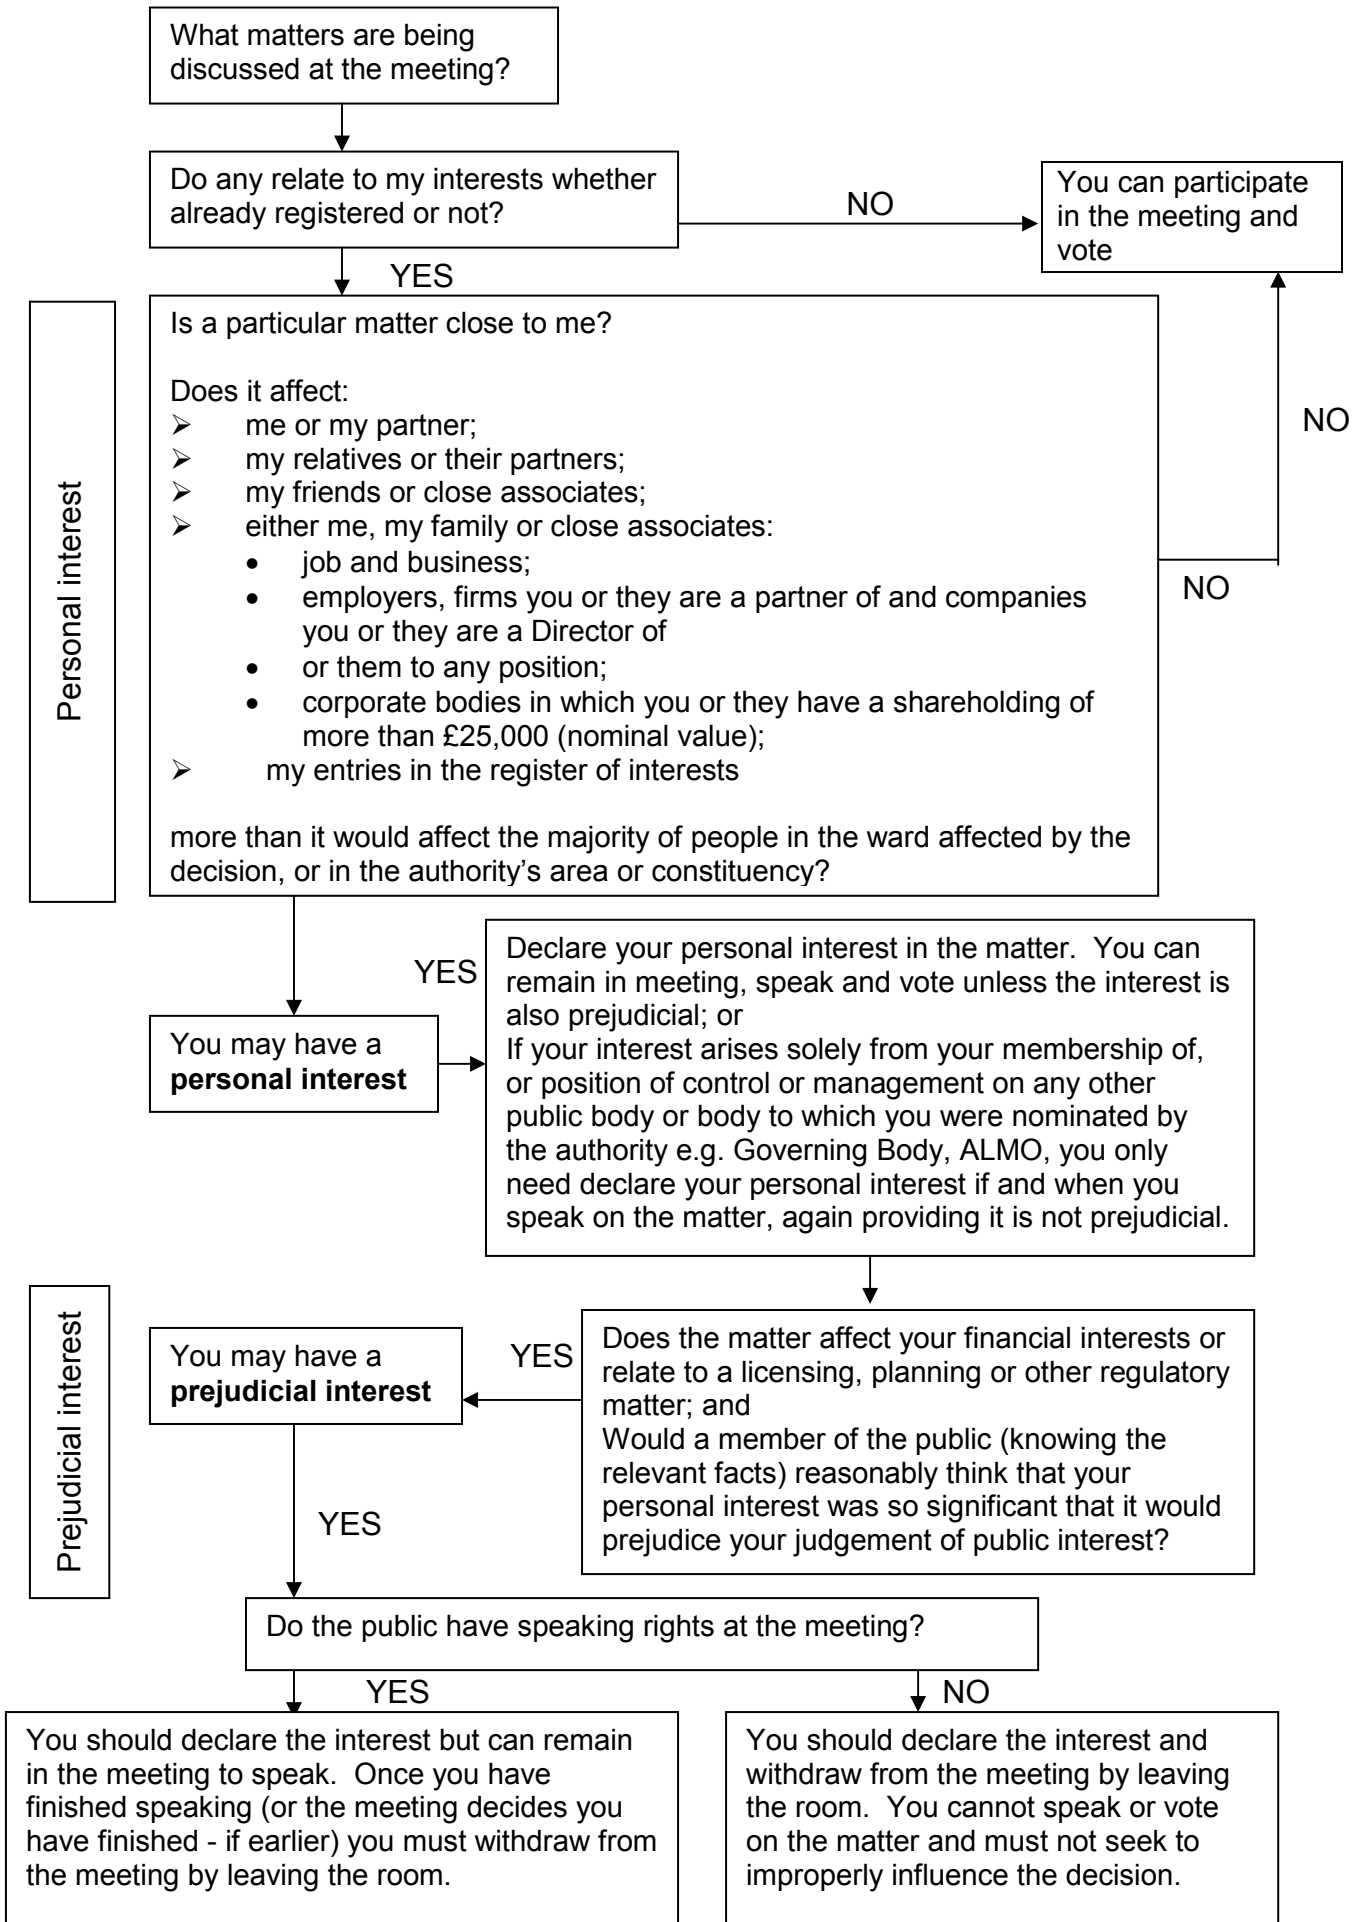 What matters are being
discussed at the meeting?
Do any relate to my interests whether
already registered or not?
NO
You can participate
in the meeting and
vote
YES
Personal interest
Is a particular matter close to me?
Does it affect:
➢ me or my partner;
➢ my relatives or their partners;
➢ my friends or close associates;
➢ either me, my family or close associates:
• job and business;
• employers, firms you or they are a partner of and companies
you or they are a Director of
• or them to any position;
• corporate bodies in which you or they have a shareholding of
more than £25,000 (nominal value);
➢ my entries in the register of interests
more than it would affect the majority of people in the ward affected by the
decision, or in the authority's area or constituency?
NO
NO
You may have a
personal interest
YES
Declare your personal interest in the matter. You can
remain in meeting, speak and vote unless the interest is
also prejudicial; or
If your interest arises solely from your membership of,
or position of control or management on any other
public body or body to which you were nominated by
the authority e.g. Governing Body, ALMO, you only
need declare your personal interest if and when you
speak on the matter, again providing it is not prejudicial.
Prejudicial interest
Does the matter affect your financial interests or
relate to a licensing, planning or other regulatory
matter; and
Would a member of the public (knowing the
relevant facts) reasonably think that your
personal interest was so significant that it would
prejudice your judgement of public interest?
YES
You may have a
prejudicial interest
YES
Do the public have speaking rights at the meeting?
YES
NO
You should declare the interest but can remain
in the meeting to speak. Once you have
finished speaking (or the meeting decides you
have finished - if earlier) you must withdraw from
the meeting by leaving the room.
You should declare the interest and
withdraw from the meeting by leaving
the room. You cannot speak or vote
on the matter and must not seek to
improperly influence the decision.